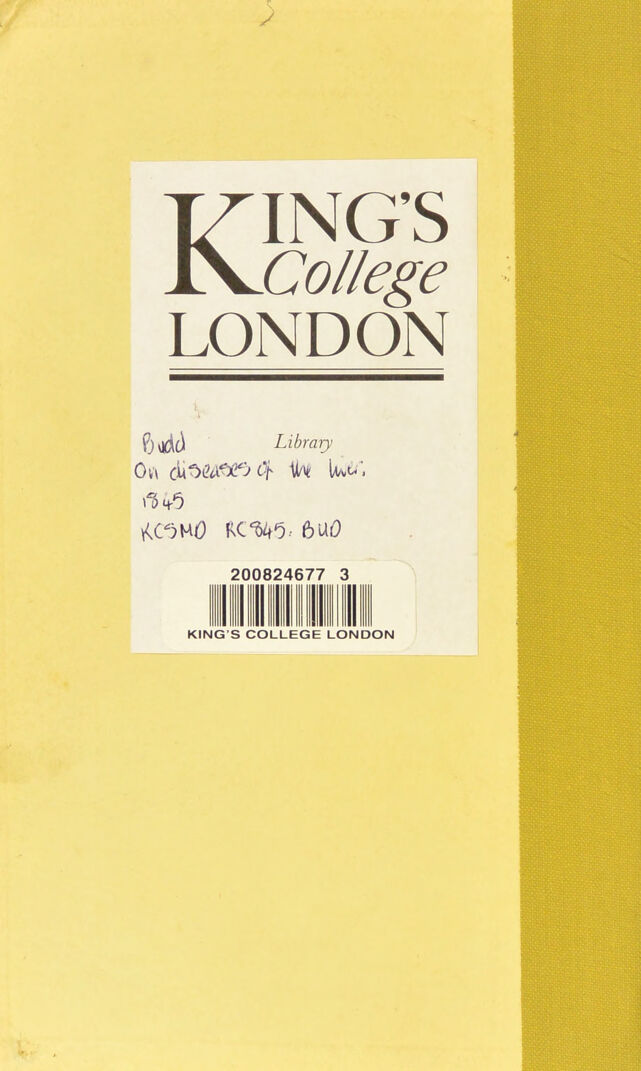 KING'S
College
LONDON
Library
Budd
On diseases of the liver.
1845
KCSMD RC845. BUD
200824677 3
KING'S COLLEGE LONDON